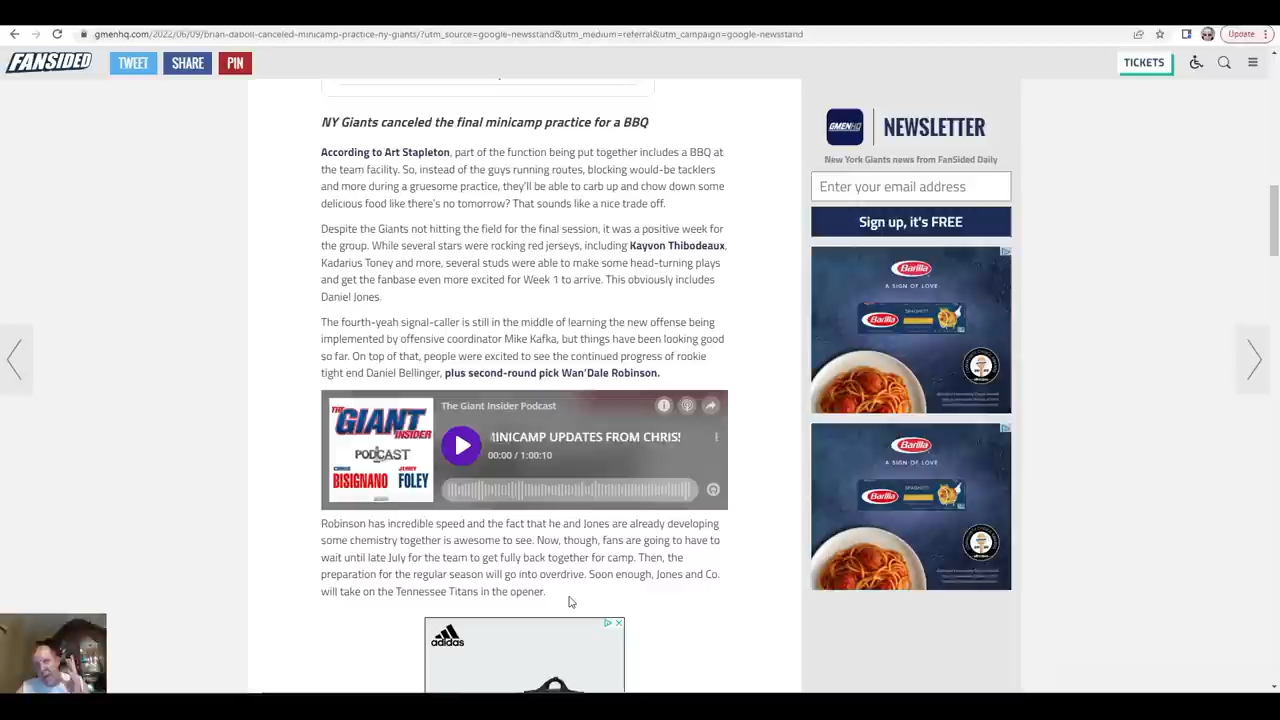 gmenhq.com/2022/06/09/brian-daboll-canceled-minicamp-practice-ny-giants/?utm_source=google-newsstand&utm_medium=referral&utm_campaign=google-newsstand
Update
FANSIDED
TWEET
SHARE
PIN
TICKETS
NY Giants canceled the final minicamp practice for a BBQ
According to Art Stapleton, part of the function being put together includes a BBQ at
the team facility. So, instead of the guys running routes, blocking would-be tacklers
and more during a gruesome practice, they'll be able to carb up and chow down some
delicious food like there's no tomorrow? That sounds like a nice trade off.
Despite the Giants not hitting the field for the final session, it was a positive week for
the group. While several stars were rocking red jerseys, including Kayvon Thibodeaux,
Kadarius Toney and more, several studs were able to make some head-turning plays
and get the fanbase even more excited for Week 1 to arrive. This obviously includes
Daniel Jones.
The fourth-yeah signal-caller is still in the middle of learning the new offense being
implemented by offensive coordinator Mike Kafka, but things have been looking good
so far. On top of that, people were excited to see the continued progress of rookie
tight end Daniel Bellinger, plus second-round pick Wan'Dale Robinson.
THE
GIANT
INSIDER
PODCAST
CHRIS
BISIGNANO
JERRY
FOLEY
The Giant Insider Podcast
MINICAMP UPDATES FROM CHRIS!
00:00 / 1:00:10
Robinson has incredible speed and the fact that he and Jones are already developing
some chemistry together is awesome to see. Now, though, fans are going to have to
wait until late July for the team to get fully back together for camp. Then, the
preparation for the regular season will go into overdrive. Soon enough, Jones and Co.
will take on the Tennessee Titans in the opener.
adidas
GMENHQ
NEWSLETTER
New York Giants news from FanSided Daily
Enter your email address
Sign up, it's FREE
Barilla
A SIGN OF LOVE
Barilla
SPAGHETTI
Barilla
A SIGN OF LOVE
Barilla
SPAGHETTI